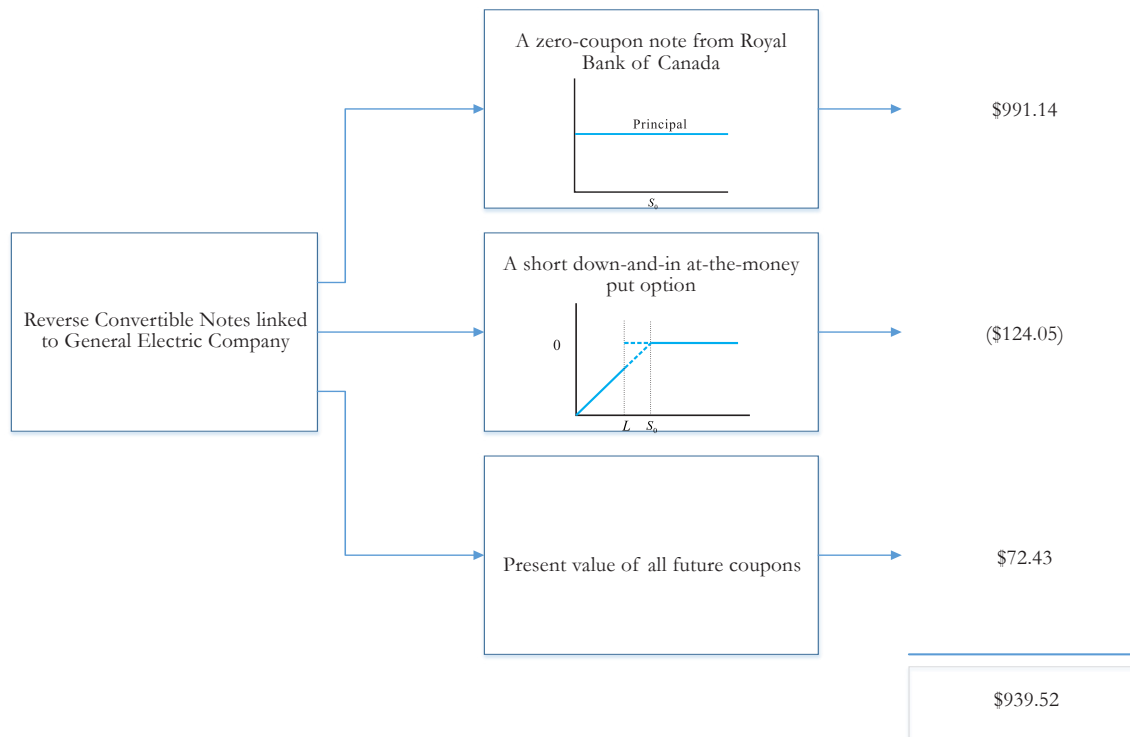 A zero-coupon note from Royal
Bank of Canada
Principal
S₀
$991.14
Reverse Convertible Notes linked
to General Electric Company
A short down-and-in at-the-money
put option
0
L S₀
($124.05)
Present value of all future coupons
$72.43
$939.52